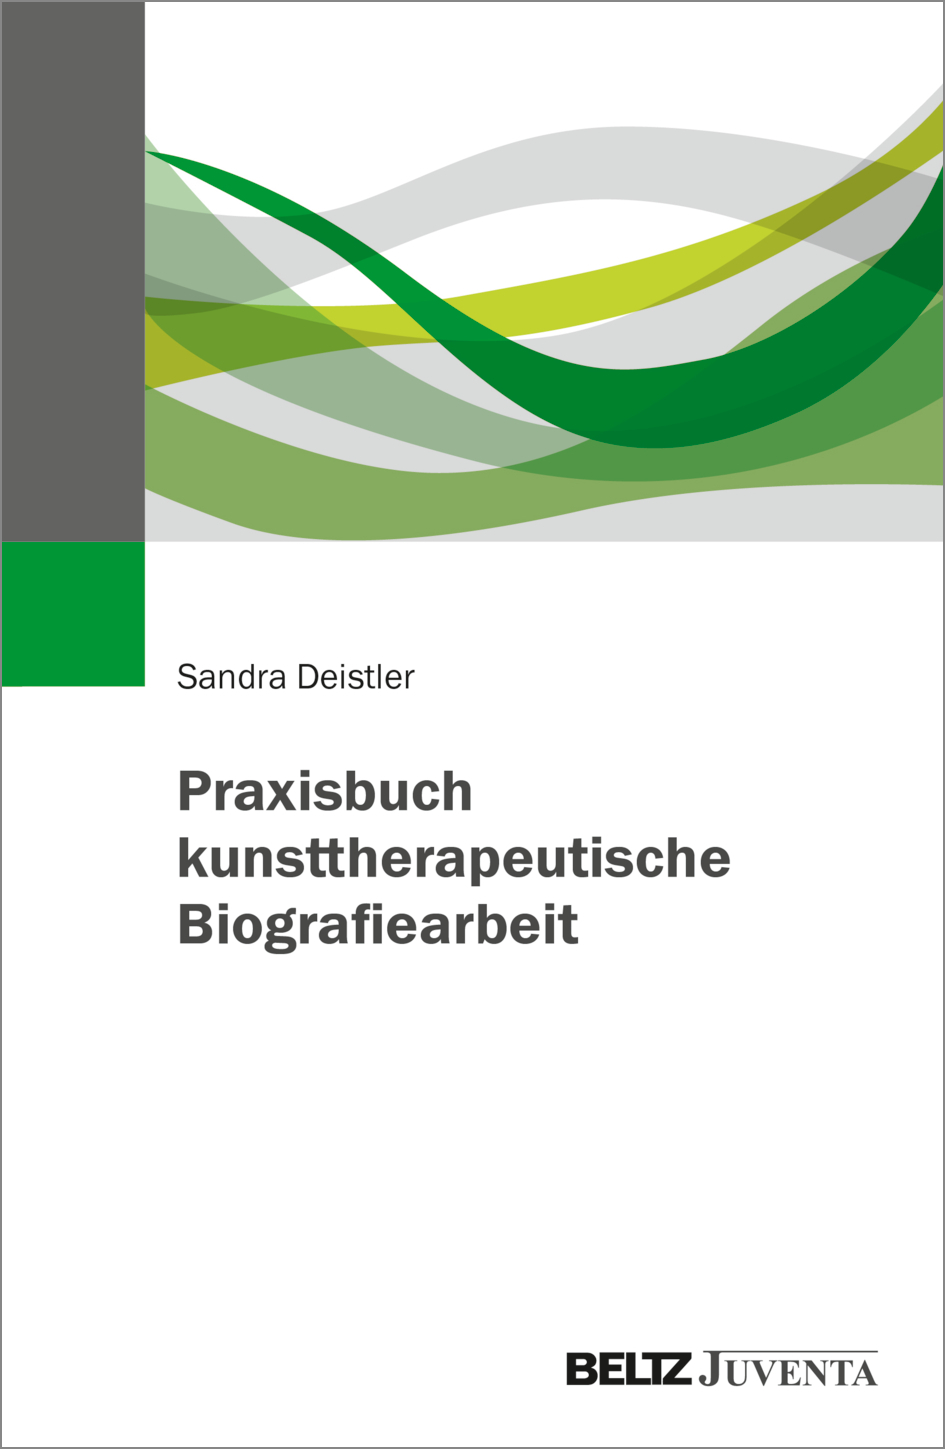 Sandra Deistler
Praxisbuch
kunsttherapeutische
Biografiearbeit
BELTZ JUVENTA